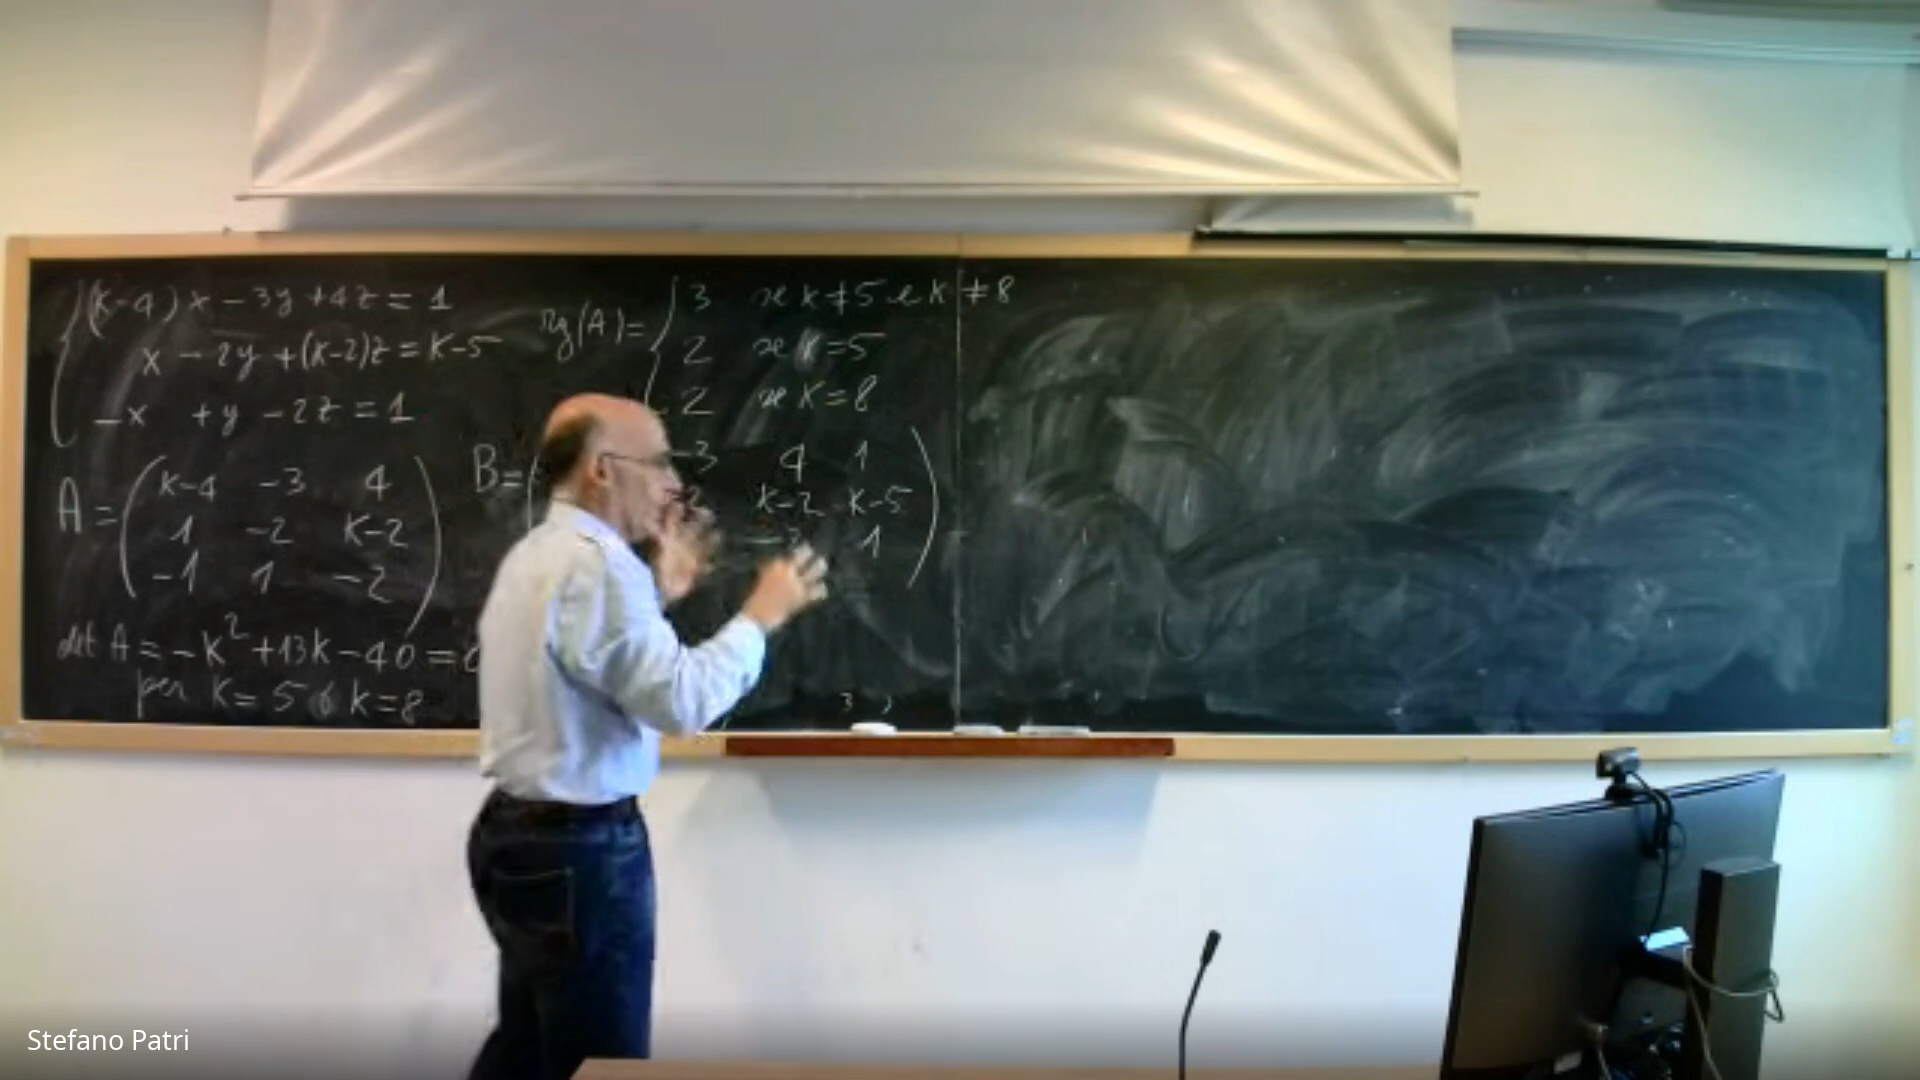 (k-4)x - 3y + 4z = 1
x - 2y + (k-2)z = k-5
-x + y - 2z = 1
A = ( k-4 -3 4
1 -2 k-2
-1 1 -2 )
det A = -k² + 13k - 40 =
per k = 5 o k = 8
rg(A) = { 3 se k ≠ 5 e k ≠ 8
2 se k = 5
2 se k = 8
B = ( -3 4 1
k-2 k-5
1 )
Stefano Patri